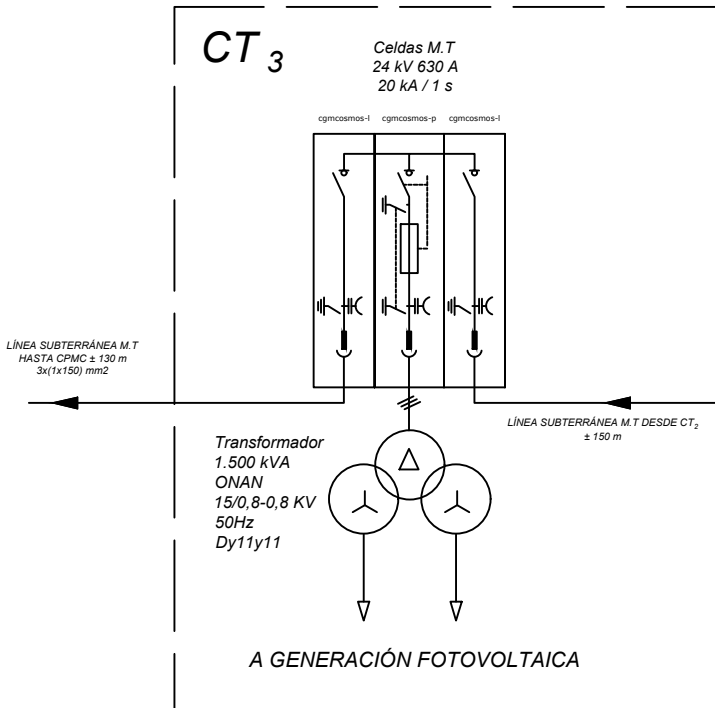 CT 3
Celdas M.T
24 kV 630 A
20 kA / 1 s
cgmcosmos-l cgmcosmos-p cgmcosmos-l
LÍNEA SUBTERRÁNEA M.T
HASTA CPMC ± 130 m
3x(1x150) mm2
LÍNEA SUBTERRÁNEA M.T DESDE CT2
± 150 m
Transformador
1.500 kVA
ONAN
15/0,8-0,8 KV
50Hz
Dy11y11
A GENERACIÓN FOTOVOLTAICA